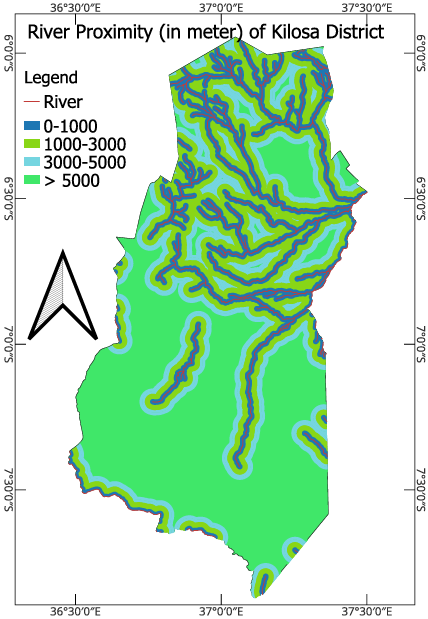 36°30'0"E 37°0'0"E 37°30'0"E
River Proximity (in meter) of Kilosa District
Legend
River
0-1000
1000-3000
3000-5000
> 5000
6°0'0"S 6°0'0"S
6°30'0"S 6°30'0"S
7°0'0"S 7°0'0"S
7°30'0"S 7°30'0"S
36°30'0"E 37°0'0"E 37°30'0"E